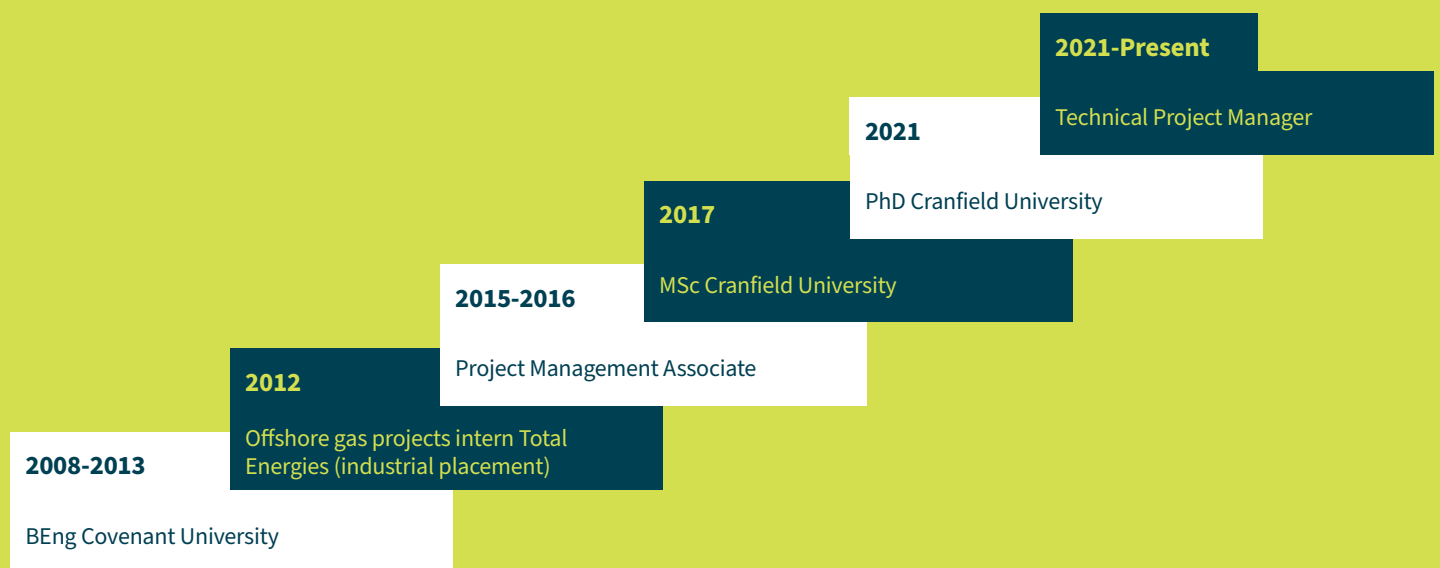 2021-Present
Technical Project Manager
2021
PhD Cranfield University
2017
MSc Cranfield University
2015-2016
Project Management Associate
2012
Offshore gas projects intern Total
Energies (industrial placement)
2008-2013
BEng Covenant University